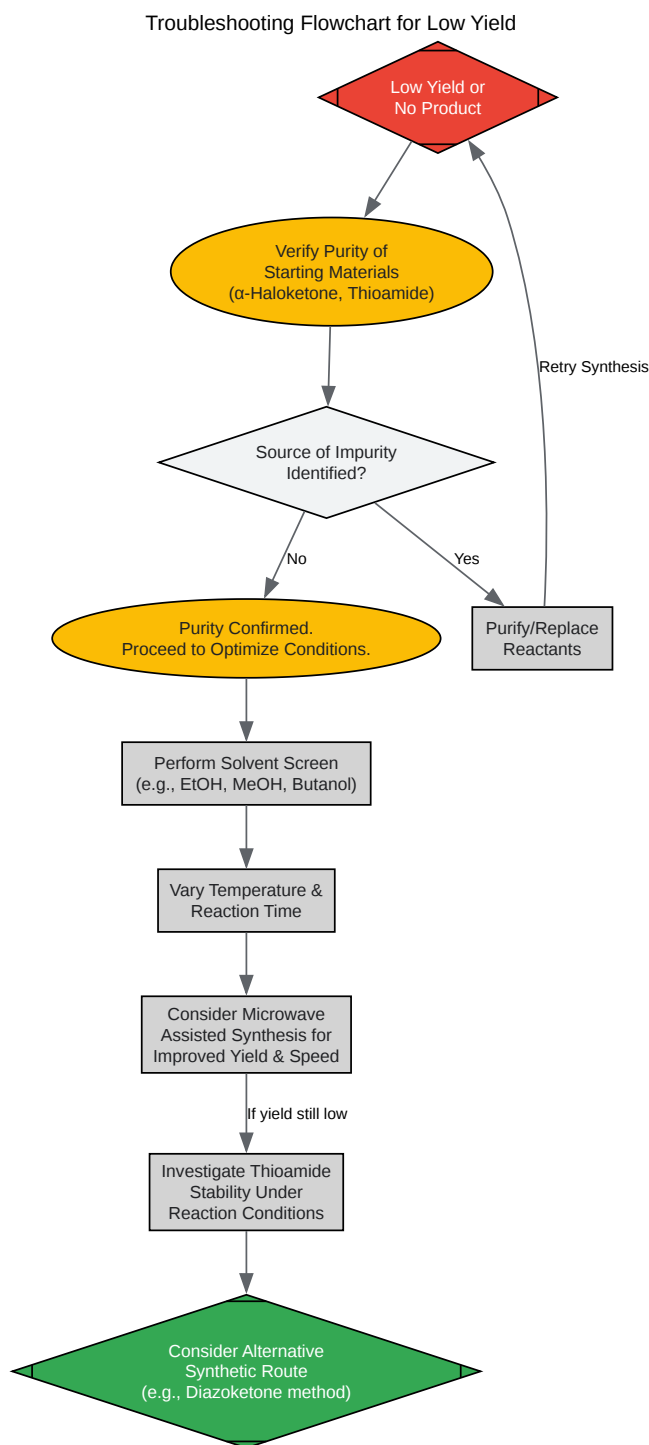 Troubleshooting Flowchart for Low Yield
Low Yield or
No Product
Verify Purity of
Starting Materials
(α-Haloketone, Thioamide)
Retry Synthesis
Source of Impurity
Identified?
No
Yes
Purity Confirmed.
Proceed to Optimize Conditions.
Purify/Replace
Reactants
Perform Solvent Screen
(e.g., EtOH, MeOH, Butanol)
Vary Temperature &
Reaction Time
Consider Microwave
Assisted Synthesis for
Improved Yield & Speed
If yield still low
Investigate Thioamide
Stability Under
Reaction Conditions
Consider Alternative
Synthetic Route
(e.g., Diazoketone method)